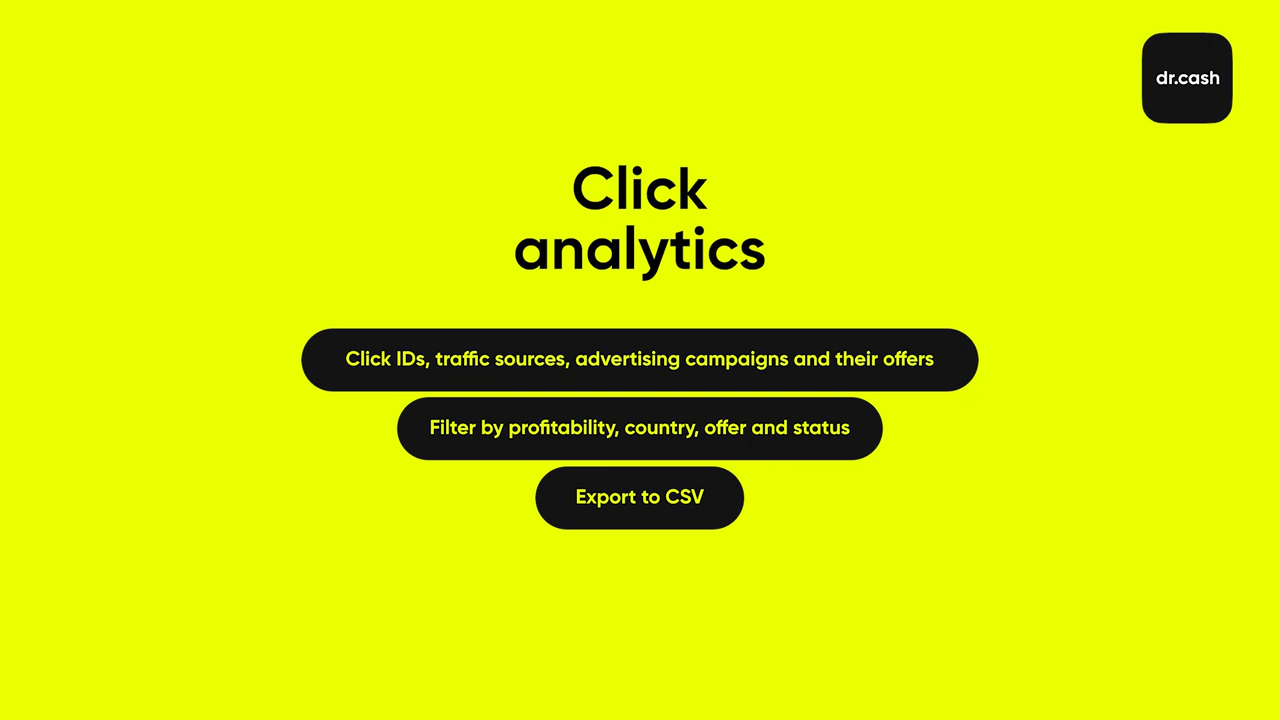 dr.cash
Click
analytics
Click IDs, traffic sources, advertising campaigns and their offers
Filter by profitability, country, offer and status
Export to CSV